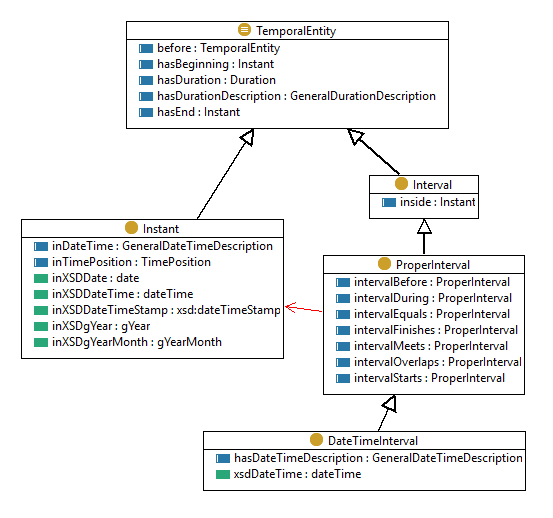 TemporalEntity
before : TemporalEntity
hasBeginning : Instant
hasDuration : Duration
hasDurationDescription : GeneralDurationDescription
hasEnd : Instant
Interval
inside : Instant
Instant
inDateTime : GeneralDateTimeDescription
inTimePosition : TimePosition
inXSDDate : date
inXSDDateTime : dateTime
inXSDDateTimeStamp : xsd:dateTimeStamp
inXSDgYear : gYear
inXSDgYearMonth : gYearMonth
ProperInterval
intervalBefore : ProperInterval
intervalDuring : ProperInterval
intervalEquals : ProperInterval
intervalFinishes : ProperInterval
intervalMeets : ProperInterval
intervalOverlaps : ProperInterval
intervalStarts : ProperInterval
DateTimeInterval
hasDateTimeDescription : GeneralDateTimeDescription
xsdDateTime : dateTime